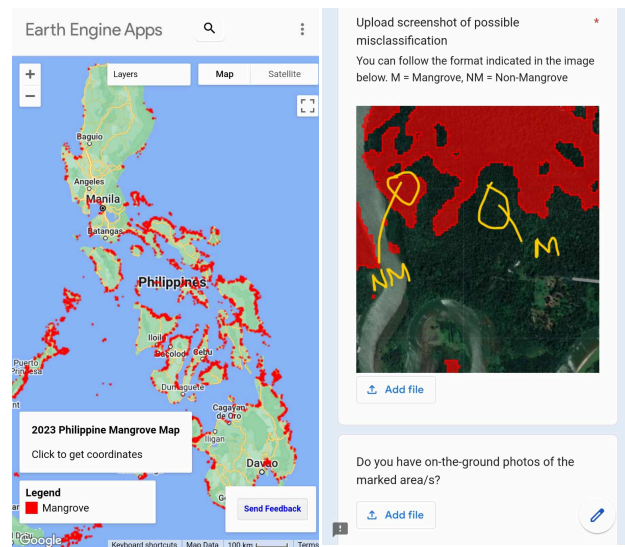 Earth Engine Apps
+
−
Layers
Map
Satellite
Baguio
Angeles
Manila
Batangas
Philippines
Iloil
Bacolod
Cebu
Puerto
Princesa
Dumaguete
Cagayan
de Oro
Iligan
Davao
2023 Philippine Mangrove Map
Click to get coordinates
Legend
Mangrove
Send Feedback
Google
Keyboard shortcuts
Map Data
100 km
Terms
Upload screenshot of possible *
misclassification
You can follow the format indicated in the image
below. M = Mangrove, NM = Non-Mangrove
NM
M
Add file
Do you have on-the-ground photos of the
marked area/s?
Add file